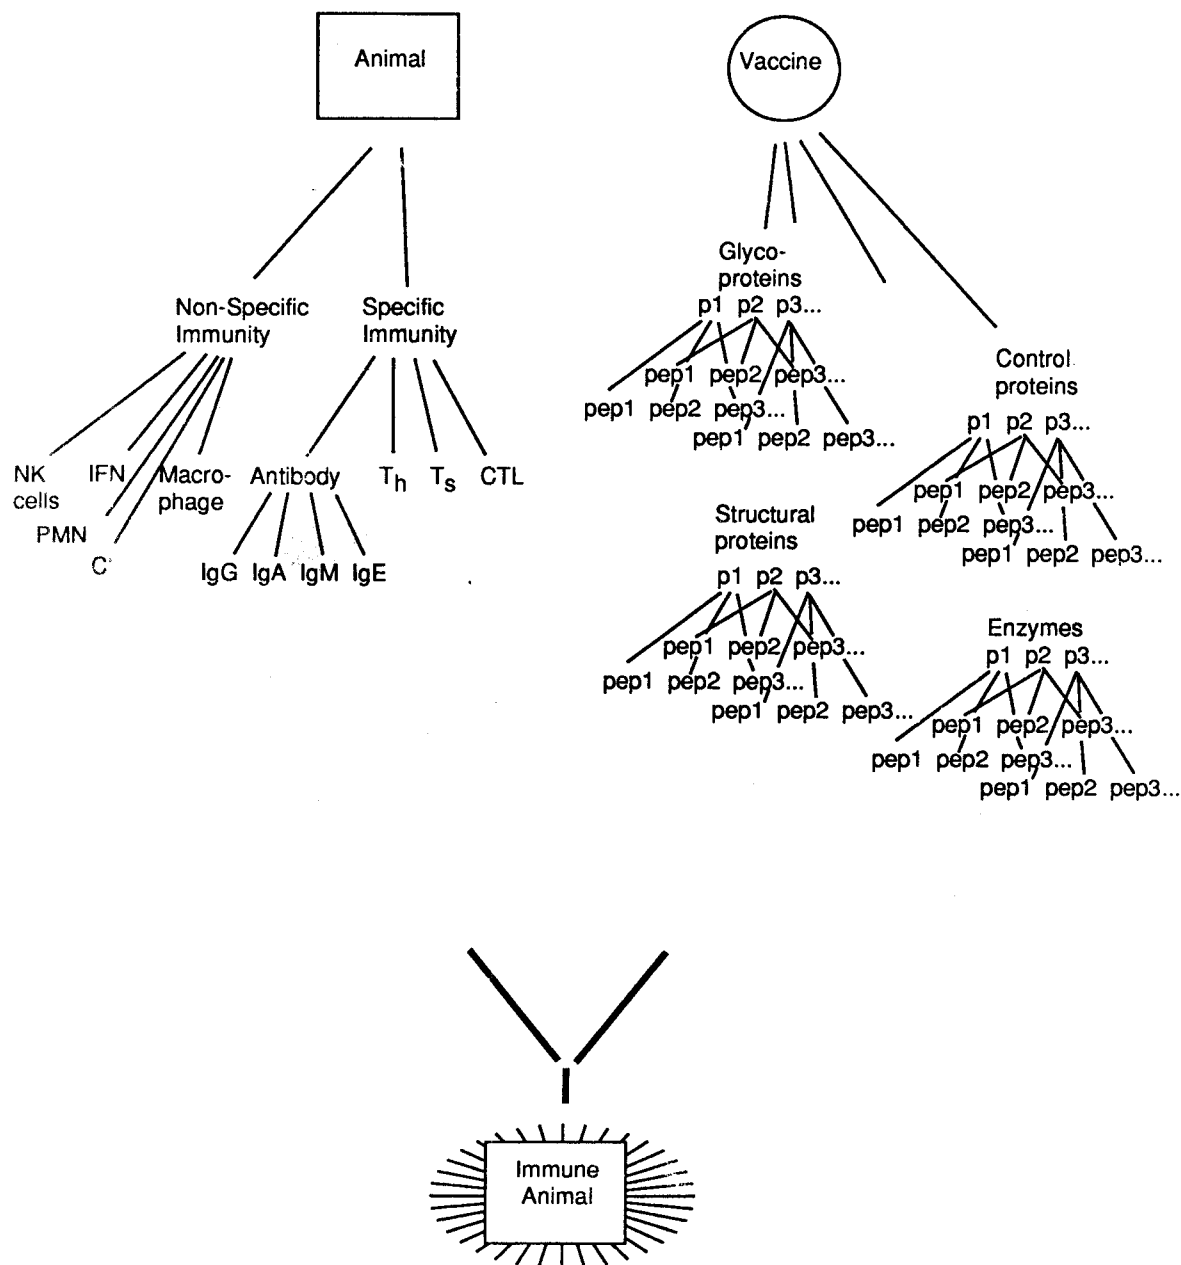 Animal
Vaccine
Non-Specific
Immunity
Specific
Immunity
NK
cells
IFN
PMN
C'
Macro-
phage
Antibody
Th
Ts
CTL
IgG IgA IgM IgE
Glyco-
proteins
p1 p2 p3...
pep1 pep2 pep3...
pep1 pep2 pep3...
pep1 pep2 pep3...
Control
proteins
p1 p2 p3...
pep1 pep2 pep3...
pep1 pep2 pep3...
pep1 pep2 pep3...
Structural
proteins
p1 p2 p3...
pep1 pep2 pep3...
pep1 pep2 pep3...
pep1 pep2 pep3...
Enzymes
p1 p2 p3...
pep1 pep2 pep3...
pep1 pep2 pep3...
pep1 pep2 pep3...
Immune
Animal